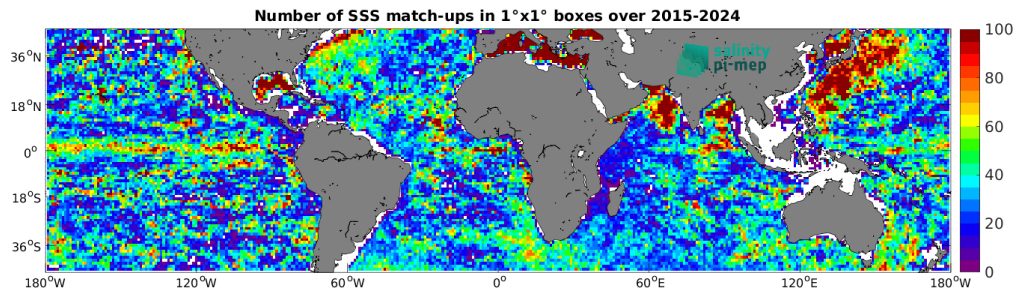 Number of SSS match-ups in 1°x1° boxes over 2015-2024
36°N
18°N
0°
18°S
36°S
180°W
120°W
60°W
0°
60°E
120°E
180°W
100
80
60
40
20
0
salinity
pi-mep